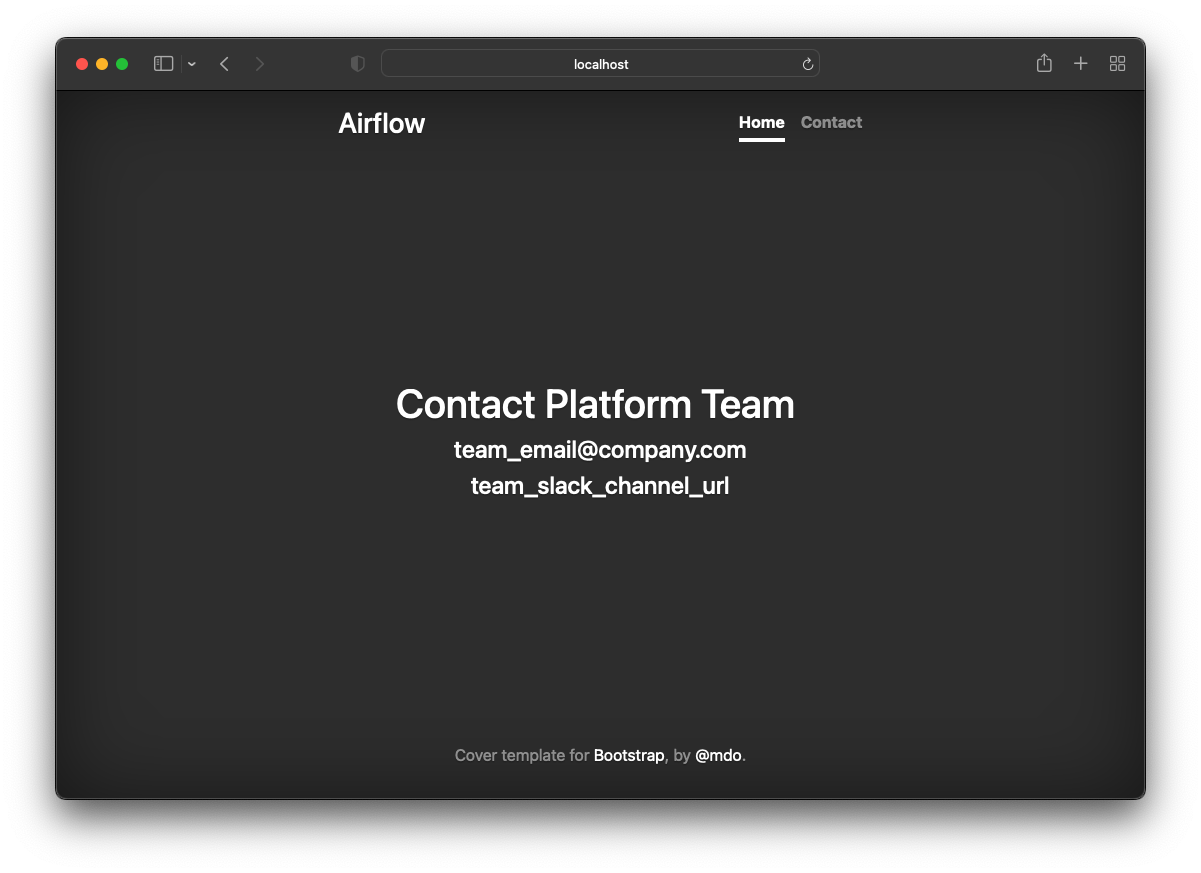 localhost
Airflow
Home Contact
Contact Platform Team
team_email@company.com
team_slack_channel_url
Cover template for Bootstrap, by @mdo.